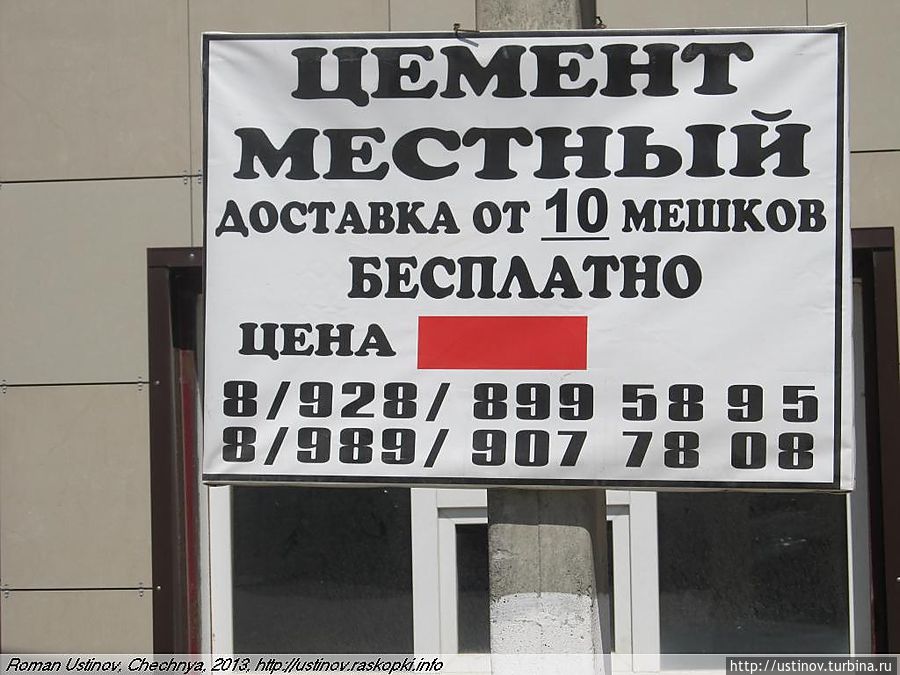 ЦЕМЕНТ
МЕСТНЫЙ
ДОСТАВКА ОТ 10 МЕШКОВ
БЕСПЛАТНО
ЦЕНА
8/928/ 899 58 95
8/989/ 907 78 08
Roman Ustinov, Chechnya, 2013, http://ustinov.raskopki.info
http://ustinov.turbina.ru